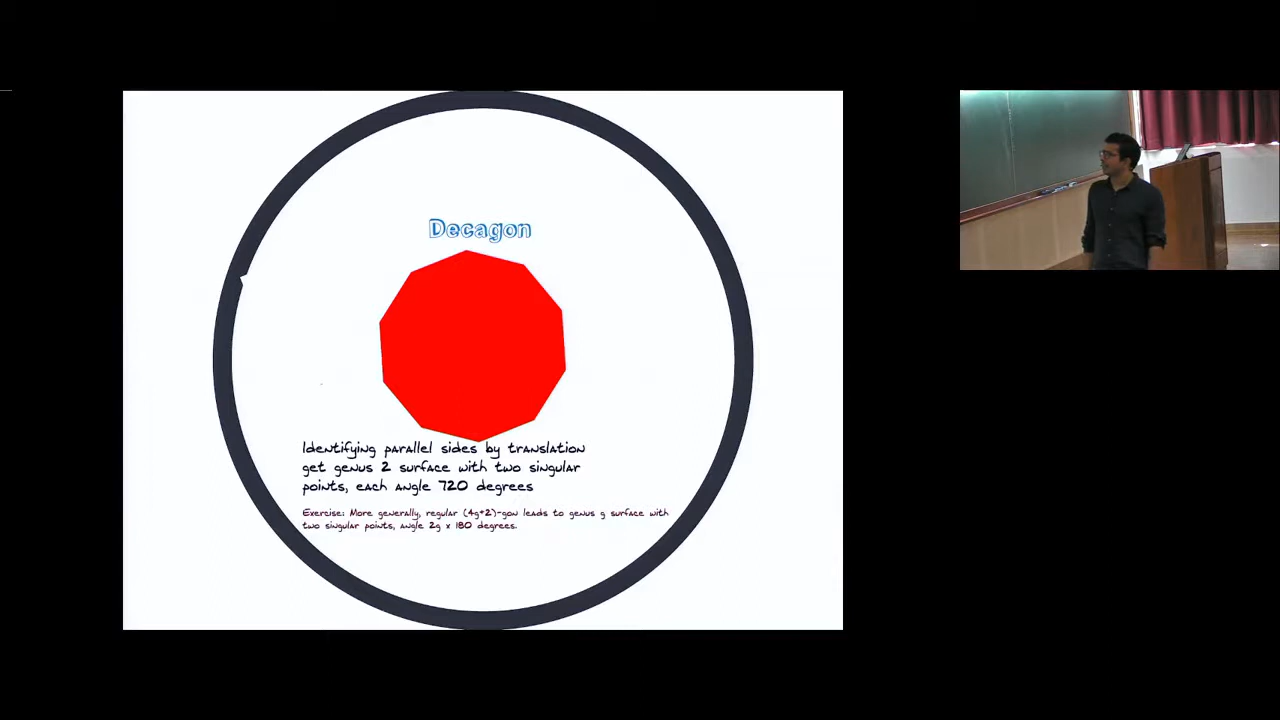 Decagon
Identifying parallel sides by translation
get genus 2 surface with two singular
points, each angle 720 degrees
Exercise: More generally, regular (4g+2)-gon leads to genus g surface with
two singular points, angle 2g x 180 degrees.